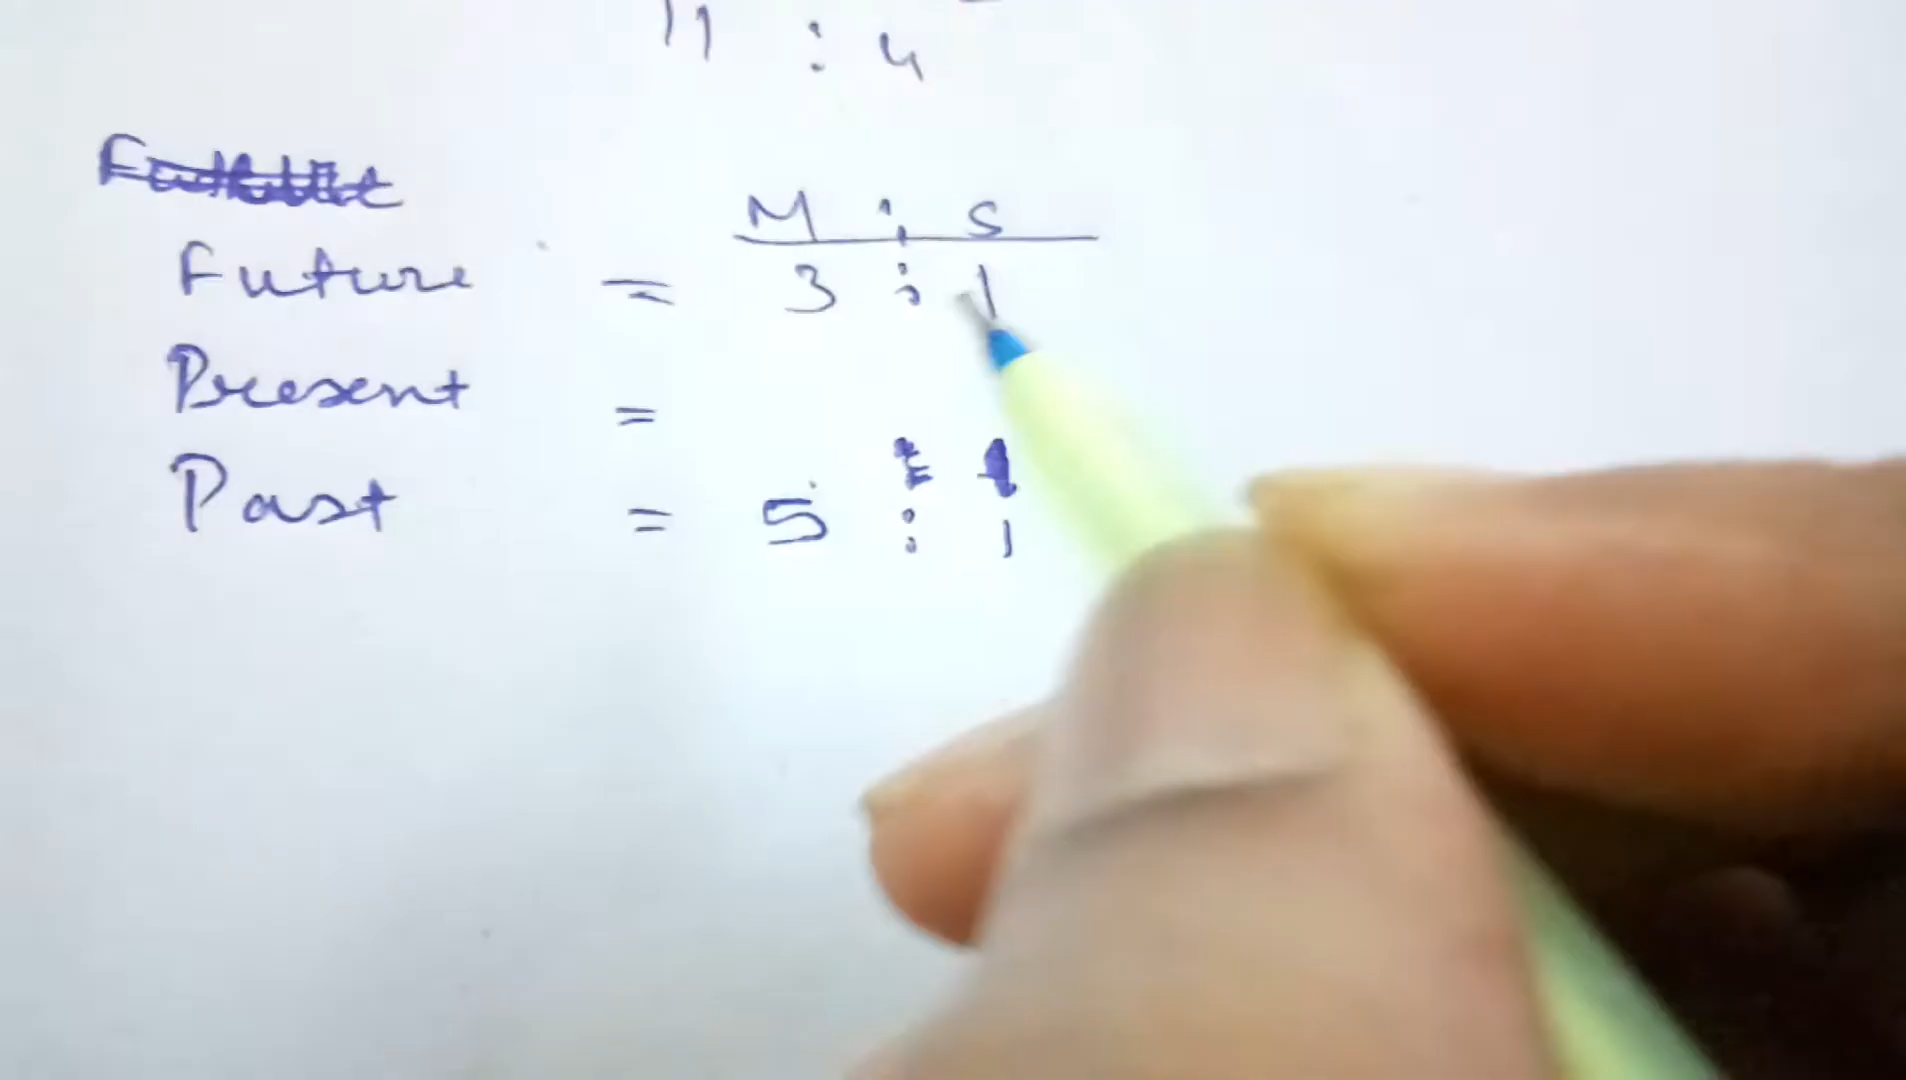 11 : 4
M : S
Future = 3 : 1
Present =
Past = 5 : 1